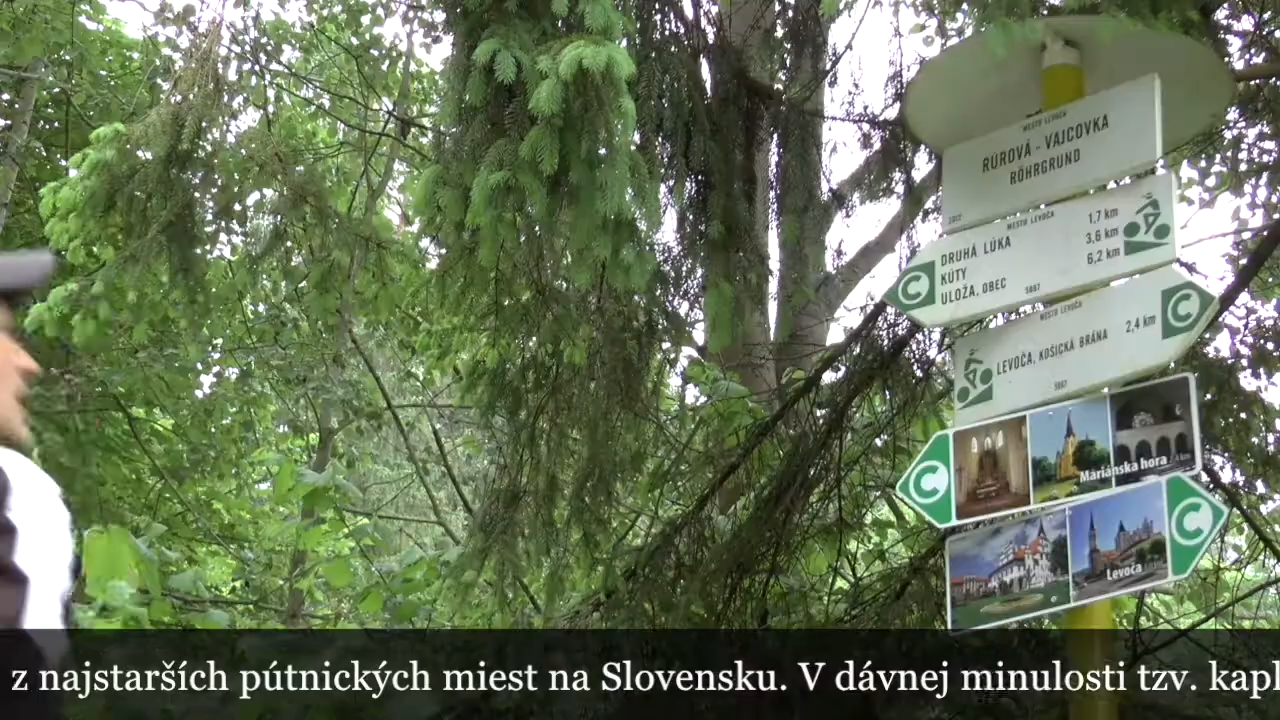 MESTO LEVOČA
RÚROVÁ - VAJCOVKA
RÖHRGRUND
MESTO LEVOČA
DRUHÁ LÚKA 1,7 km
KÚTY 3,6 km
ULOŽA, OBEC 6,2 km
C
5887
MESTO LEVOČA
LEVOČA, KOŠICKÁ BRÁNA 2,4 km
C
5887
C
Mariánska hora
Levoča
C
z najstarších pútnických miest na Slovensku. V dávnej minulosti tzv. kapl